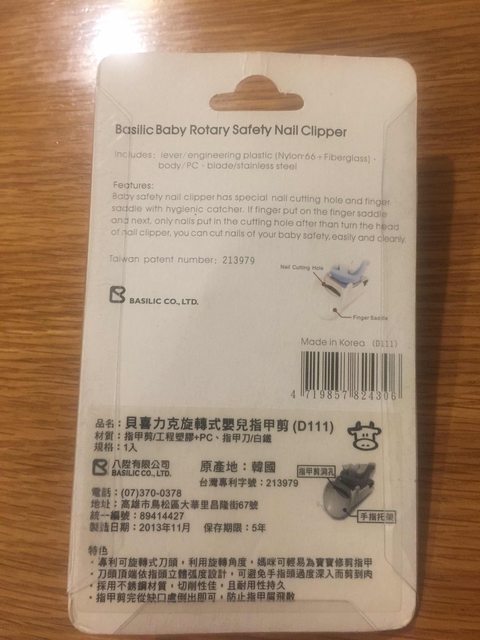 Basilic Baby Rotary Safety Nail Clipper
Includes: lever/engineering plastic (Nylon-66+Fiberglass)、
body/PC、blade/stainless steel
Features:
Baby safety nail clipper has special nail cutting hole and finger
saddle with hygienic catcher. If finger put on the finger saddle
and next, only nails put in the cutting hole after than turn the head
of nail clipper, you can cut nails of your baby safety, easily and cleanly.
Taiwan patent number: 213979
Nail Cutting Hole
Finger Saddle
B BASILIC CO., LTD.
Made in Korea (D111)
4 719857 824306
品名：貝喜力克旋轉式嬰兒指甲剪 (D111)
材質：指甲剪/工程塑膠+PC、指甲刀/白鐵
規格：1入
八陞有限公司
BASILIC CO., LTD.
原產地：韓國
台灣專利字號：213979
指甲剪洞孔
手指托架
電話：(07)370-0378
地址：高雄市鳥松區大華里昌隆街67號
統一編號：89414427
製造日期：2013年11月 保存期限：5年
特色
．專利可旋轉式刀頭，利用旋轉角度，媽咪可輕易為寶寶修剪指甲
．刀頭頂端依指頭立體弧度設計，可避免手指頭過度深入而剪到肉
．採用不銹鋼材質，切削性佳，且耐用性持久
．指甲剪完從缺口處倒出即可，防止指甲屑飛散